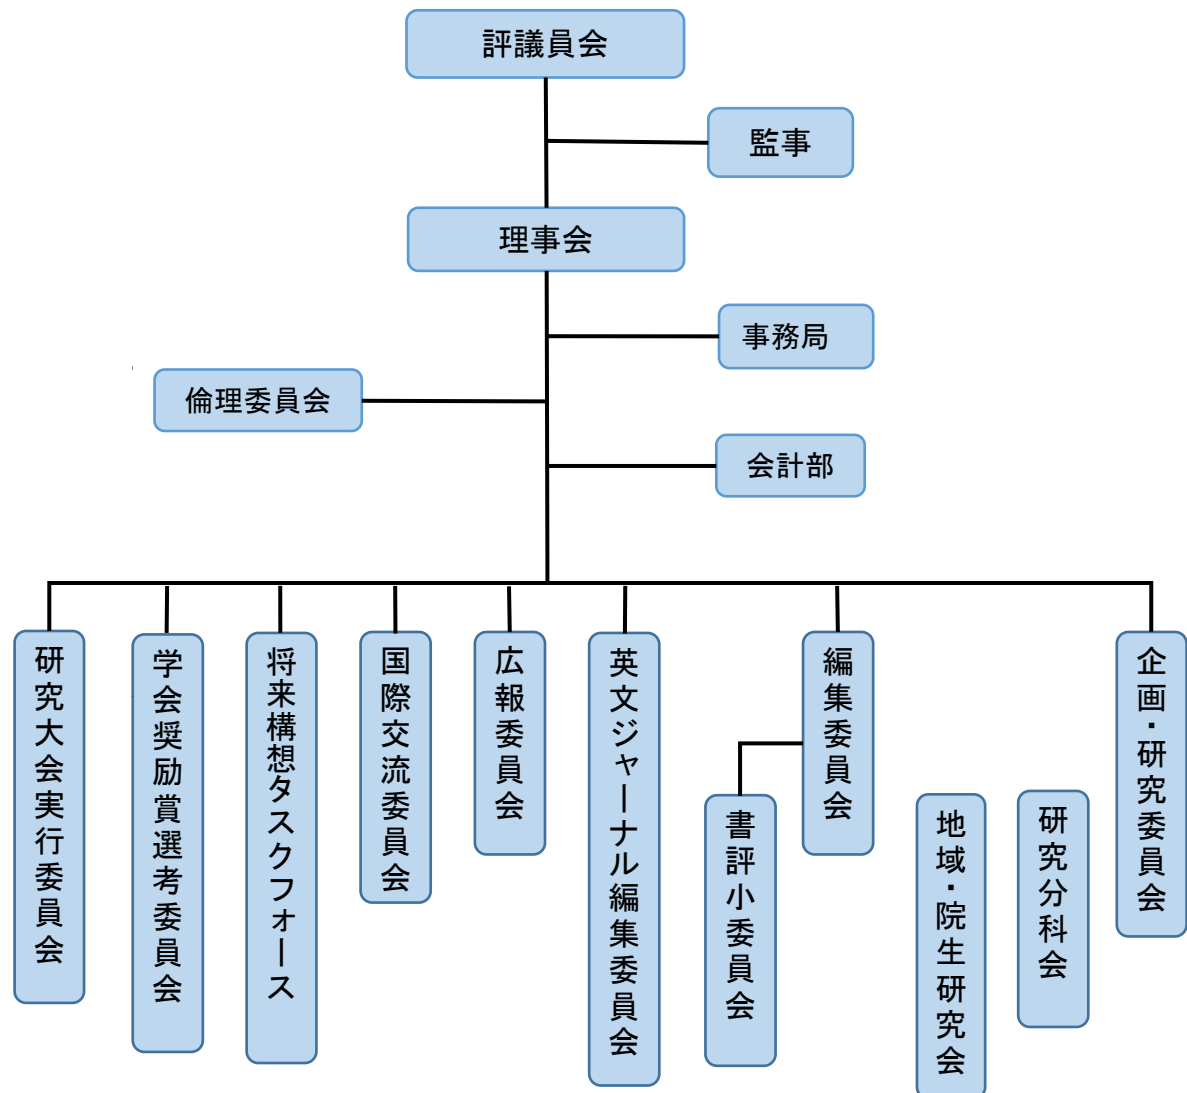 評議員会
監事
理事会
事務局
倫理委員会
会計部
研究大会実行委員会
学会奨励賞選考委員会
将来構想タスクフォース
国際交流委員会
広報委員会
英文ジャーナル編集委員会
編集委員会
書評小委員会
地域・院生研究会
研究分科会
企画・研究委員会